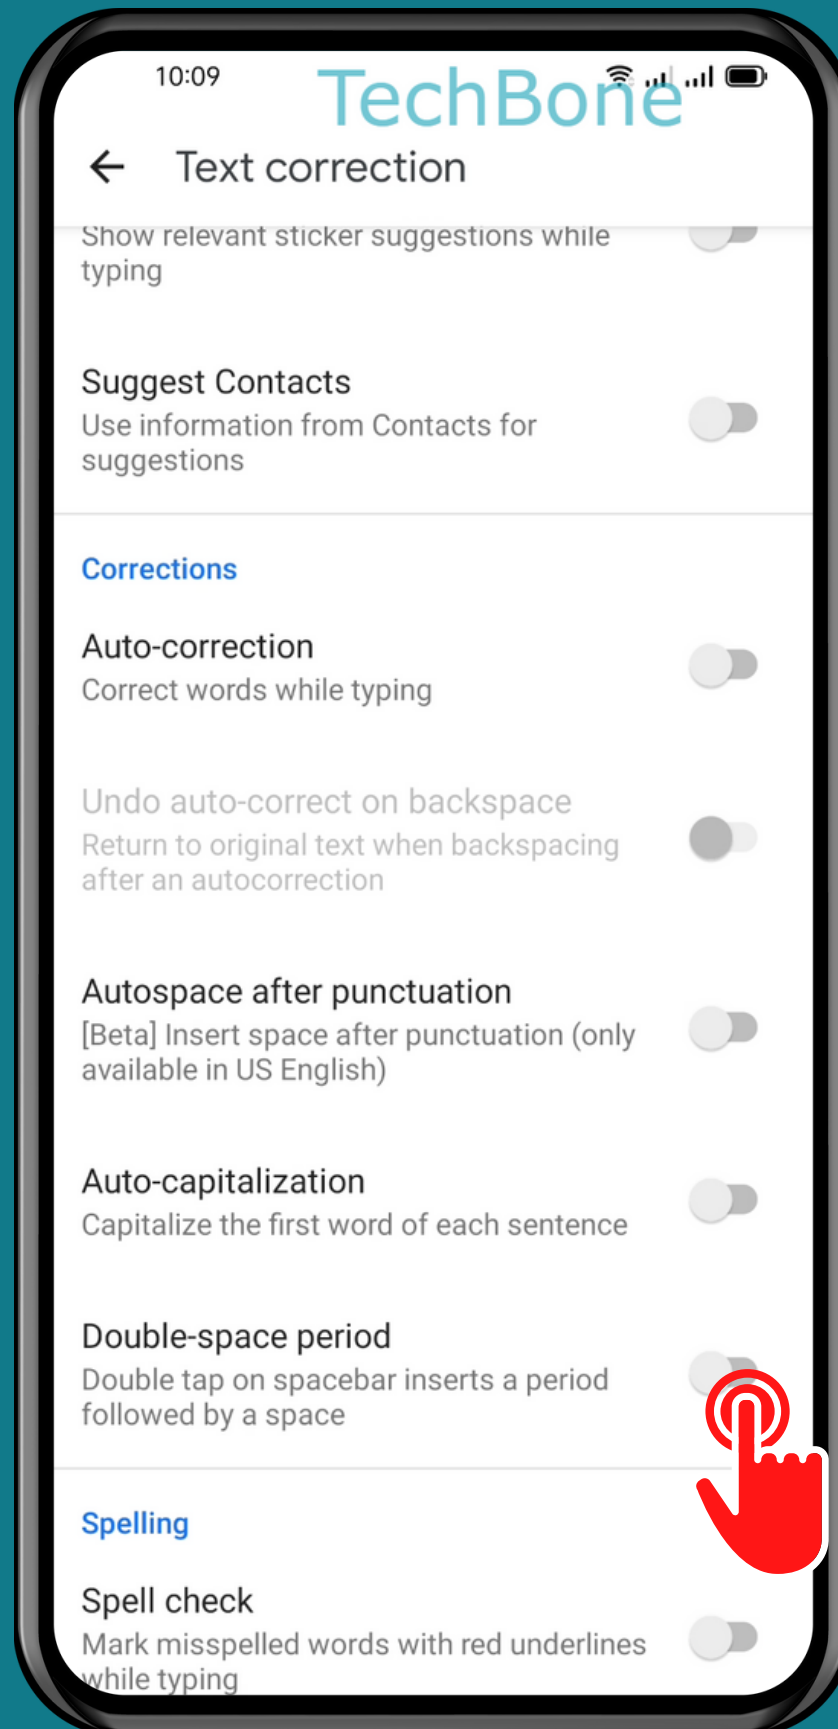 10:09
TechBone
Text correction
Show relevant sticker suggestions while
typing
Suggest Contacts
Use information from Contacts for
suggestions
Corrections
Auto-correction
Correct words while typing
Undo auto-correct on backspace
Return to original text when backspacing
after an autocorrection
Autospace after punctuation
[Beta] Insert space after punctuation (only
available in US English)
Auto-capitalization
Capitalize the first word of each sentence
Double-space period
Double tap on spacebar inserts a period
followed by a space
Spelling
Spell check
Mark misspelled words with red underlines
while typing